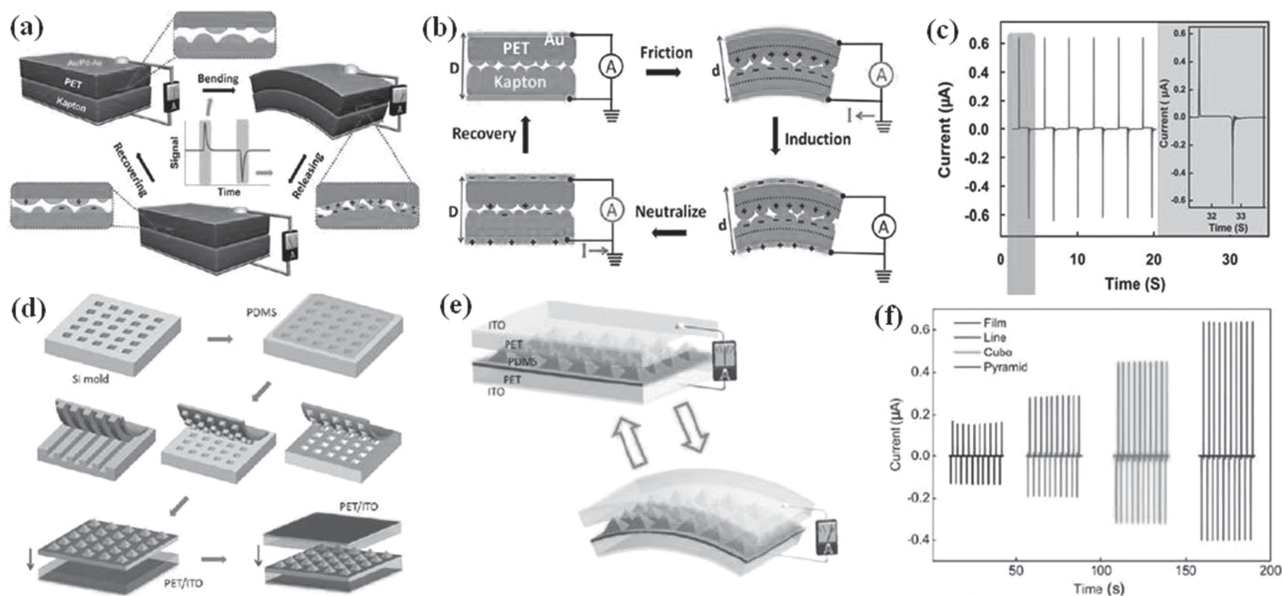 (a)
Au/Pd-Au
PET
Kapton
A
Bending
A
Signal
Time
Recovering
Releasing
A
(b)
Au
PET
Kapton
D
A
Friction
d
A
I
Recovery
Induction
D
A
I
Neutralize
d
A
(c)
Current (μA)
0.6
0.4
0.2
0.0
-0.2
-0.4
-0.6
0
10
20
30
Time (S)
Current ( μA)
0.6
0.4
0.2
0.0
-0.2
-0.4
-0.6
32
33
Time (S)
(d)
Si mold
PDMS
PET/ITO
PET/ITO
(e)
ITO
PET
PDMS
PET
ITO
A
A
(f)
Film
Line
Cube
Pyramid
Current (μA)
0.6
0.4
0.2
0.0
-0.2
-0.4
50
100
150
200
Time (s)